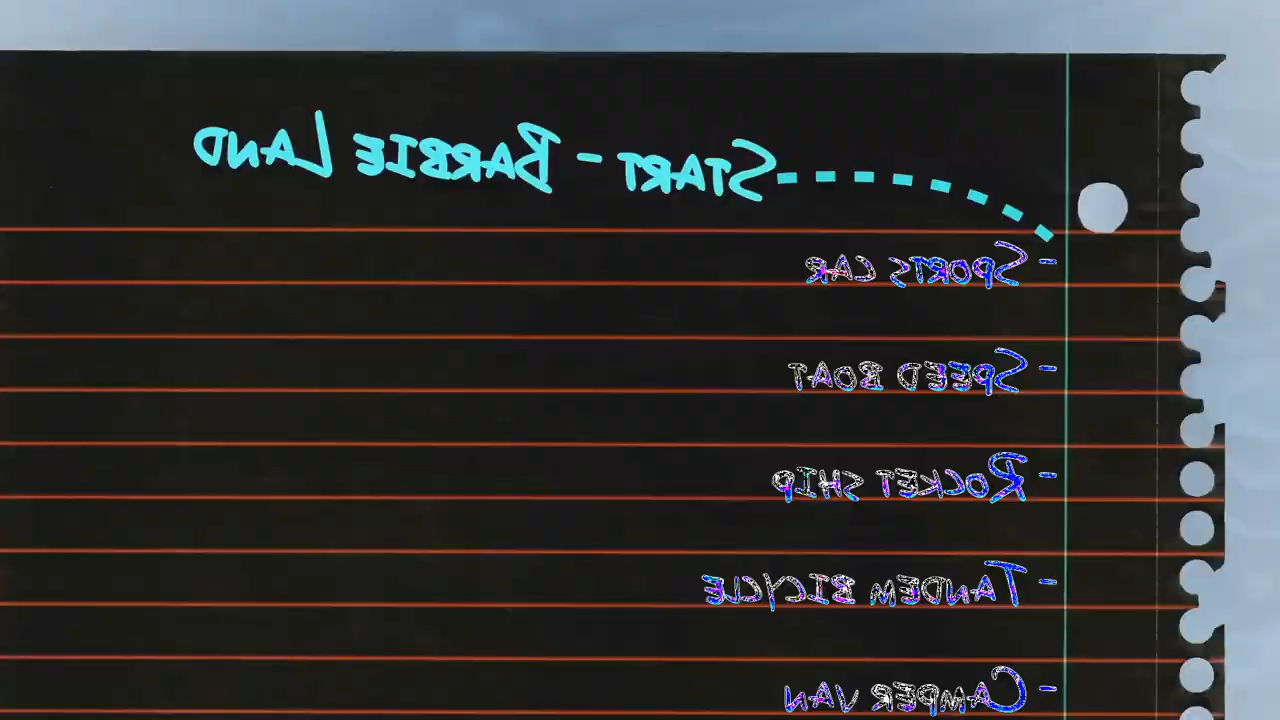 Start - Barbie Land
- Sports car
- Speed boat
- Rocket ship
- Tandem bicycle
- Camper van